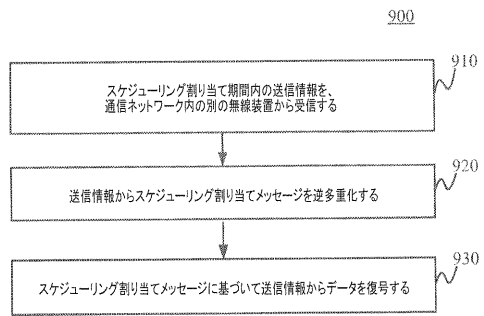 900
910
スケジューリング割り当て期間内の送信情報を、
通信ネットワーク内の別の無線装置から受信する
920
送信情報からスケジューリング割り当てメッセージを逆多重化する
930
スケジューリング割り当てメッセージに基づいて送信情報からデータを復号する